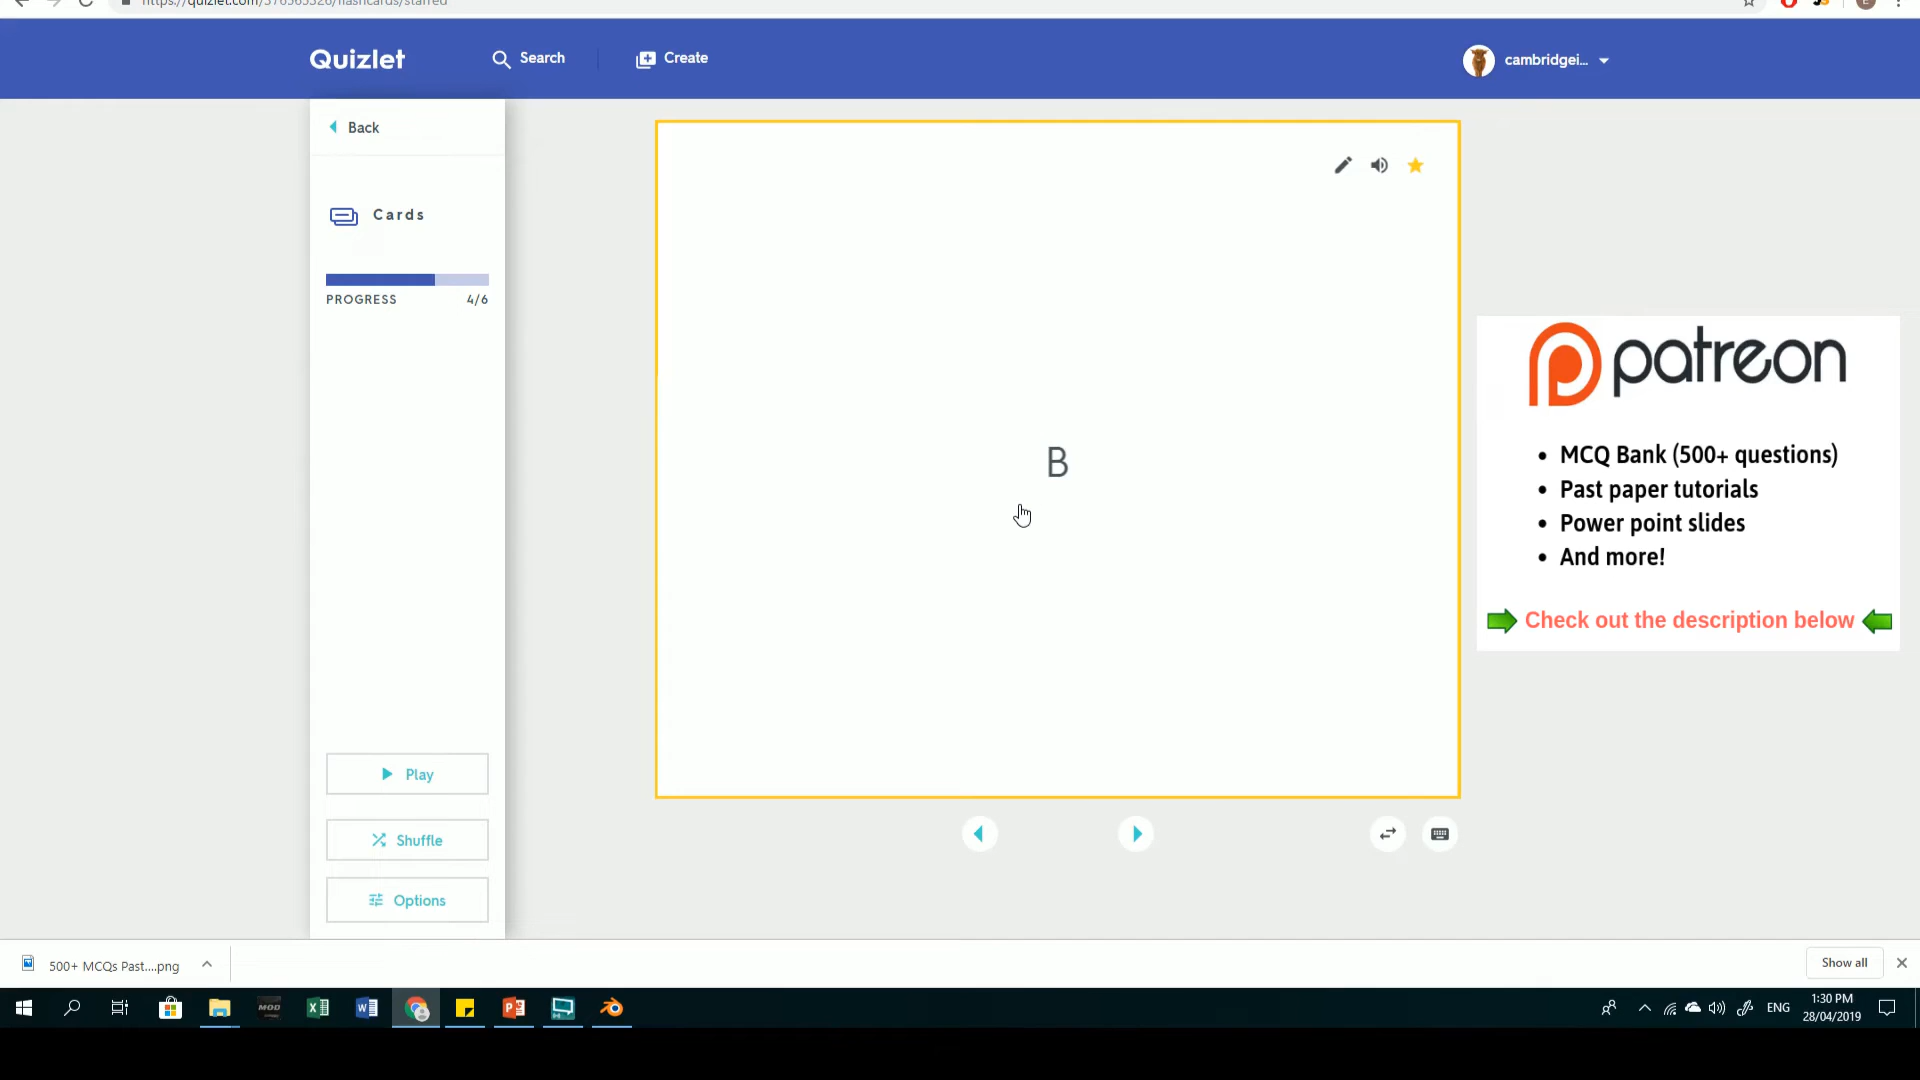 Quizlet
Search
Create
cambridgei...
Back
Cards
PROGRESS 4/6
B
Play
Shuffle
Options
patreon
• MCQ Bank (500+ questions)
• Past paper tutorials
• Power point slides
• And more!
Check out the description below
500+ MCQs Past....png
Show all
ENG
1:30 PM
28/04/2019